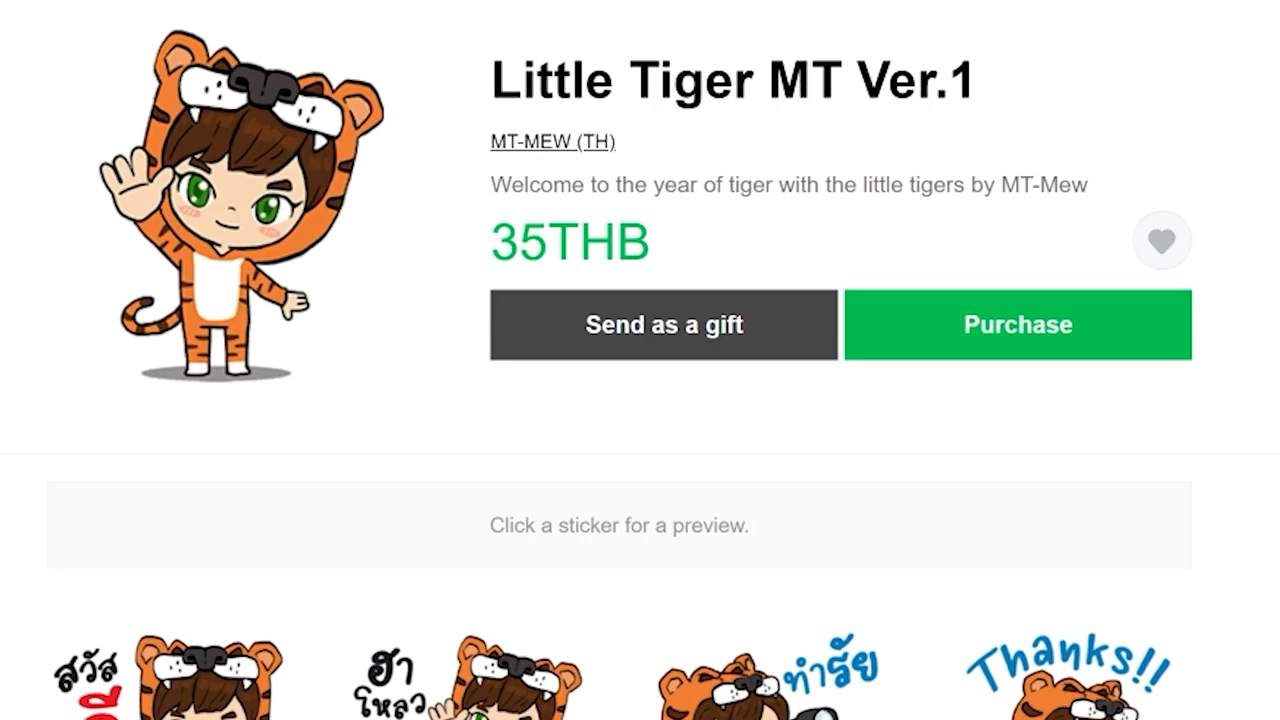 Little Tiger MT Ver.1
MT-MEW (TH)
Welcome to the year of tiger with the little tigers by MT-Mew
35THB
Send as a gift
Purchase
Click a sticker for a preview.
สวัส
ฮา
โหลว
ทำรัย
Thanks!!